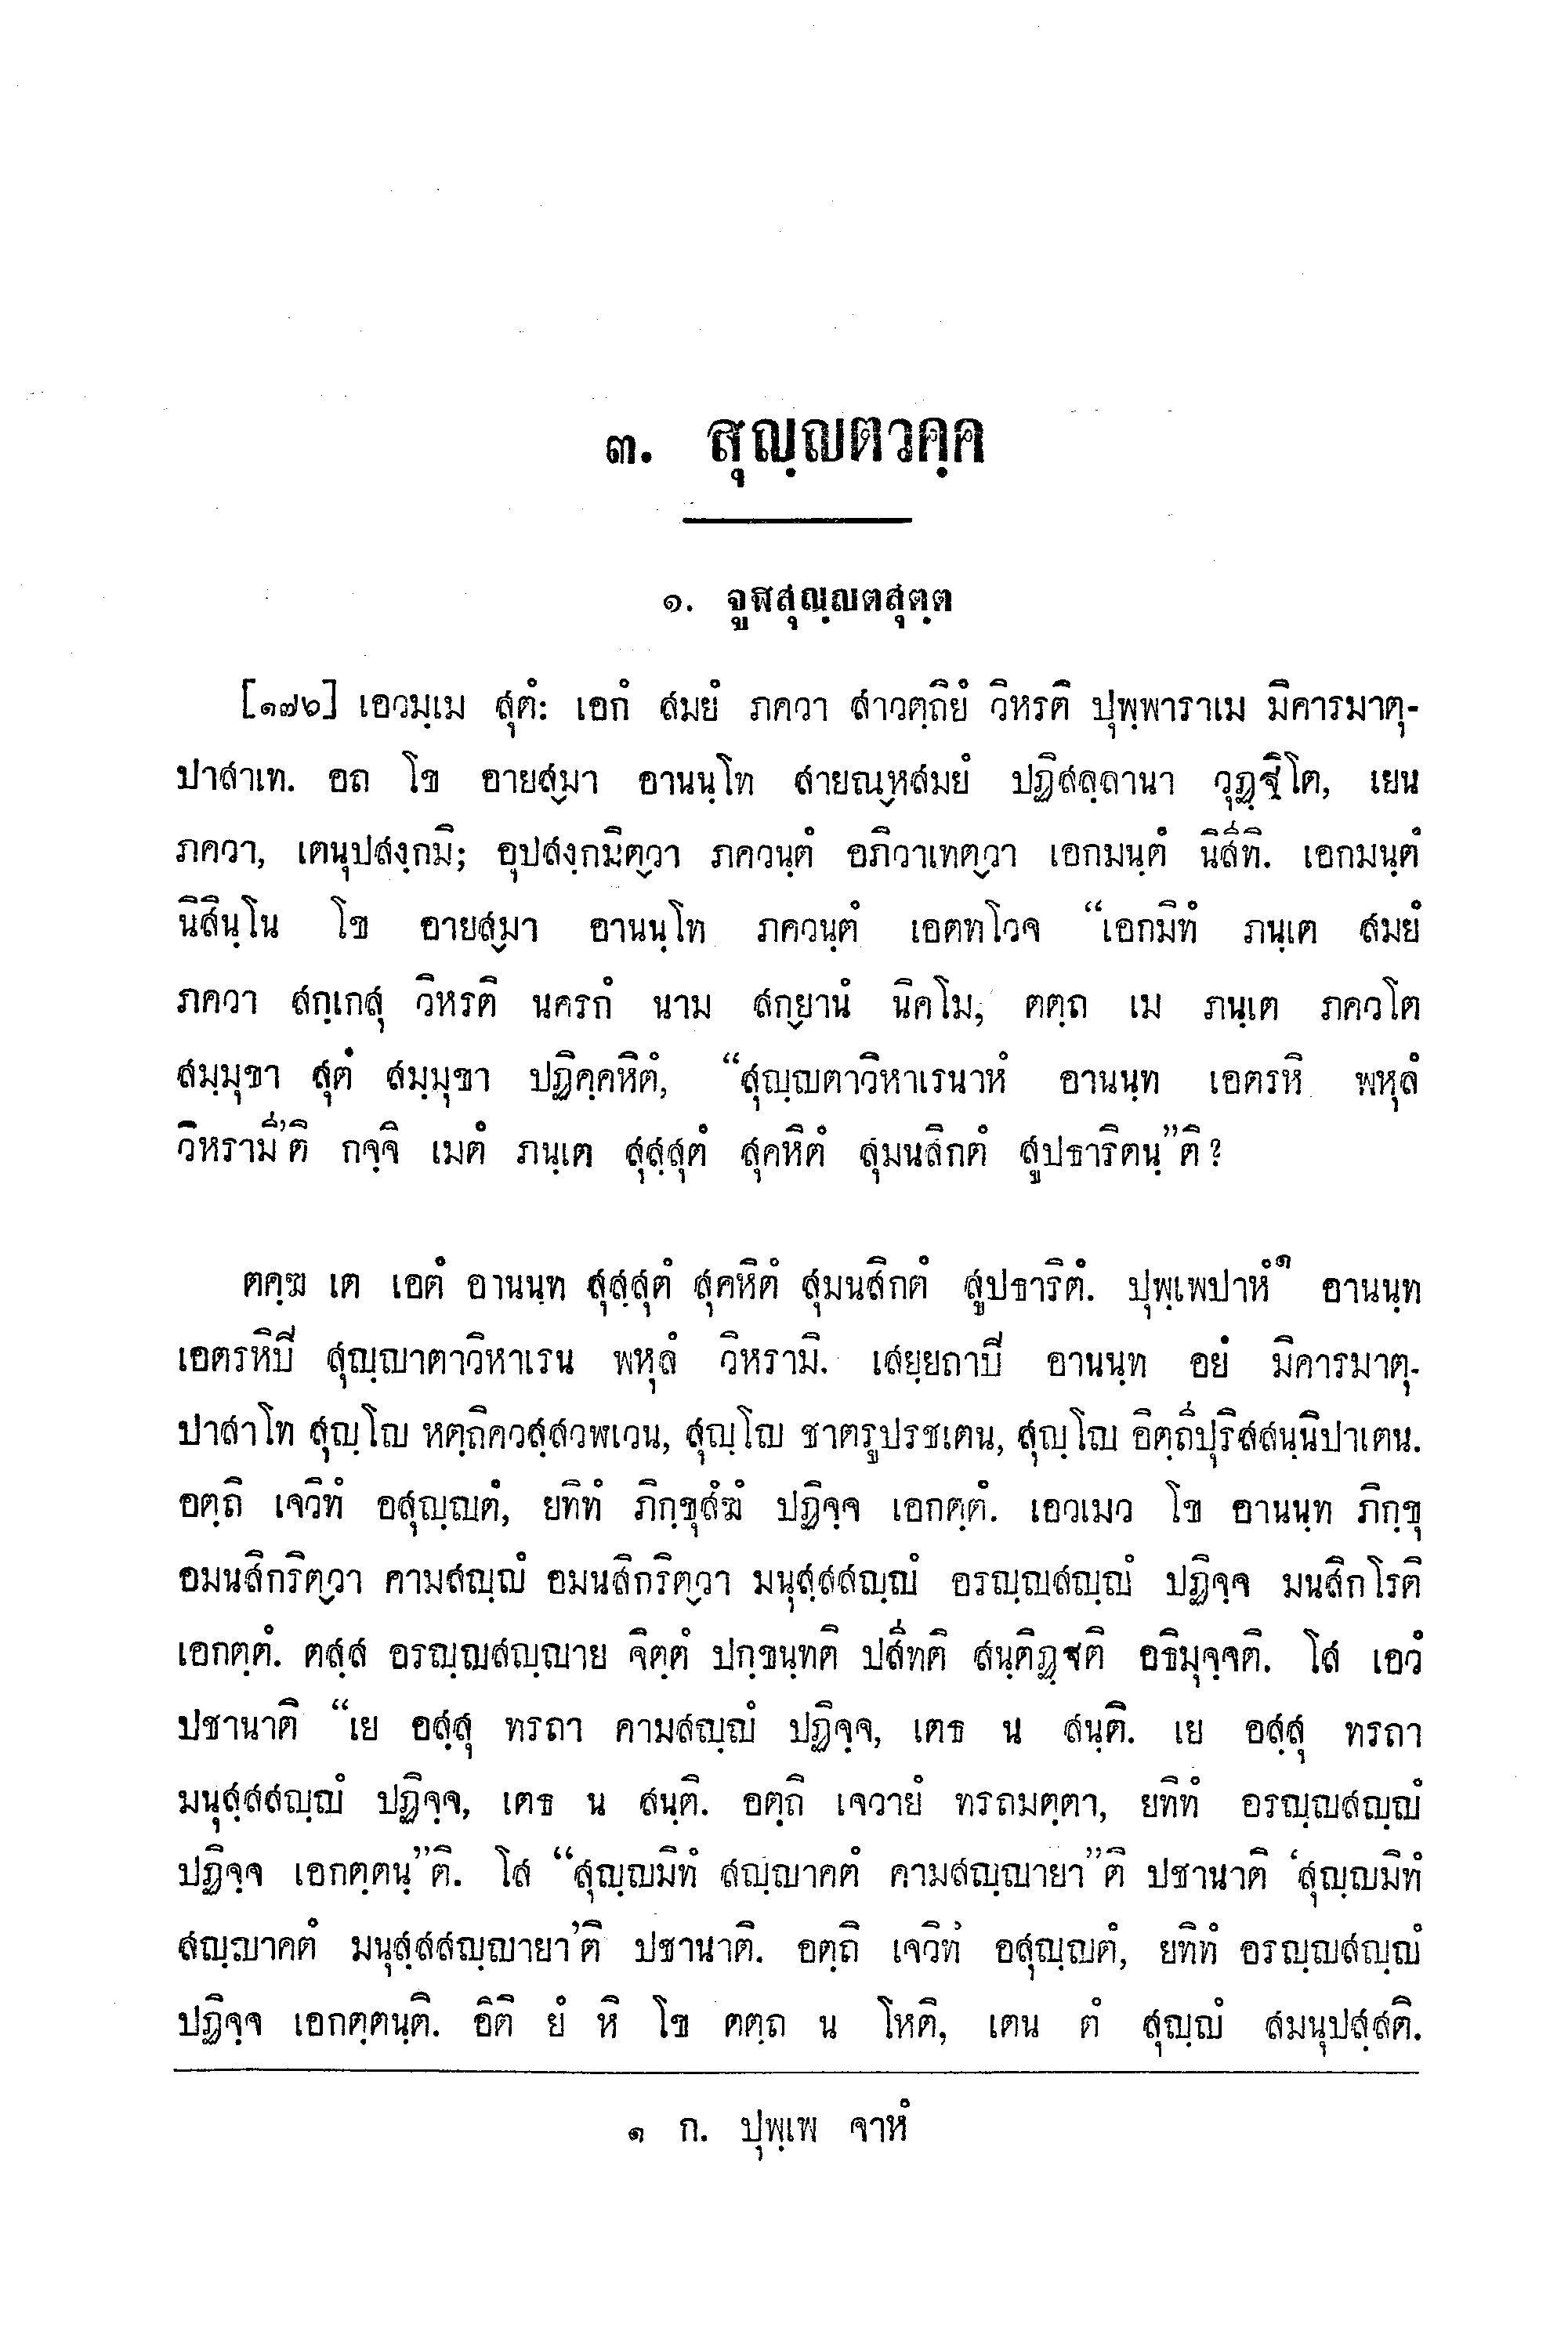 ๓. สุญฺญตวคฺค
๑. จูฬสุญฺญตสุตฺต
[๑๗๖] เอวมฺเม สุตํ: เอกํ สมยํ ภควา สาวตฺถิยํ วิหรติ ปุพฺพาราเม มิคารมาตุ-
ปาสาเท. อถ โข อายสฺมา อานนฺโท สายณฺหสมยํ ปฏิสลฺลานา วุฏฺฐิโต, เยน
ภควา, เตนุปสงฺกมิ; อุปสงฺกมิตฺวา ภควนฺตํ อภิวาเทตฺวา เอกมนฺตํ นิสีทิ. เอกมนฺตํ
นิสินฺโน โข อายสฺมา อานนฺโท ภควนฺตํ เอตทโวจ “เอกมิทํ ภนฺเต สมยํ
ภควา สกฺเกสุ วิหรติ นครกํ นาม สกฺยานํ นิคโม, ตตฺถ เม ภนฺเต ภควโต
สมฺมุขา สุตํ สมฺมุขา ปฏิคฺคหิตํ, “สุญฺญตาวิหาเรนาหํ อานนฺท เอตรหิ พหุลํ
วิหรามี’ติ กจฺจิ เมตํ ภนฺเต สุสฺสุตํ สุคหิตํ สุมนสิกตํ สูปธาริตนฺ”ติ?
ตคฺฆ เต เอตํ อานนฺท สุสฺสุตํ สุคหิตํ สุมนสิกตํ สูปธาริตํ. ปุพฺเพปาหํ๑ อานนฺท
เอตรหิปี สุญฺญาตาวิหาเรน พหุลํ วิหรามิ. เสยฺยถาปี อานนฺท อยํ มิคารมาตุ-
ปาสาโท สุญฺโญ หตฺถิควสฺสวฬเวน, สุญฺโญ ชาตรูปรชเตน, สุญฺโญ อิตฺถีปุริสสนฺนิปาเตน.
อตฺถิ เจวิทํ อสุญฺญตํ, ยทิทํ ภิกฺขุสํฆํ ปฏิจฺจ เอกตฺตํ. เอวเมว โข อานนฺท ภิกฺขุ
อมนสิกริตฺวา คามสญฺญํ อมนสิกริตฺวา มนุสฺสสญฺญํ อรญฺญสญฺญํ ปฏิจฺจ มนสิกโรติ
เอกตฺตํ. ตสฺส อรญฺญสญฺญาย จิตฺตํ ปกฺขนฺทติ ปสีทติ สนฺติฏฺฐติ อธิมุจฺจติ. โส เอวํ
ปชานาติ “เย อสฺสุ ทรถา คามสญฺญํ ปฏิจฺจ, เตธ น สนฺติ. เย อสฺสุ ทรถา
มนุสฺสสญฺญํ ปฏิจฺจ, เตธ น สนฺติ. อตฺถิ เจวายํ ทรถมตฺตา, ยทิทํ อรญฺญสญฺญํ
ปฏิจฺจ เอกตฺตนฺ”ติ. โส “สุญฺญมิทํ สญฺญาคตํ คามสญฺญายา”ติ ปชานาติ ‘สุญฺญมิทํ
สญฺญาคตํ มนุสฺสสญฺญายา’ติ ปชานาติ. อตฺถิ เจวิทํ อสุญฺญตํ, ยทิทํ อรญฺญสญฺญํ
ปฏิจฺจ เอกตฺตนฺติ. อิติ ยํ หิ โข ตตฺถ น โหติ, เตน ตํ สุญฺญํ สมนุปสฺสติ.
๑ ก. ปุพฺเพ จาหํ